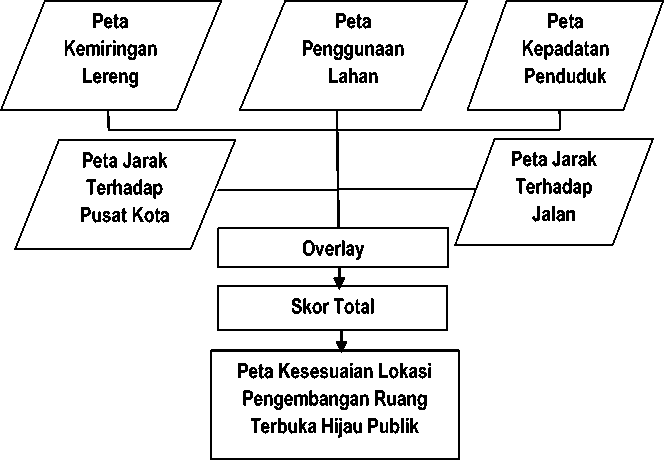 Peta
Kemiringan
Lereng
Peta
Penggunaan
Lahan
Peta
Kepadatan
Penduduk
Peta Jarak
Terhadap
Pusat Kota
Peta Jarak
Terhadap
Jalan
Overlay
Skor Total
Peta Kesesuaian Lokasi
Pengembangan Ruang
Terbuka Hijau Publik